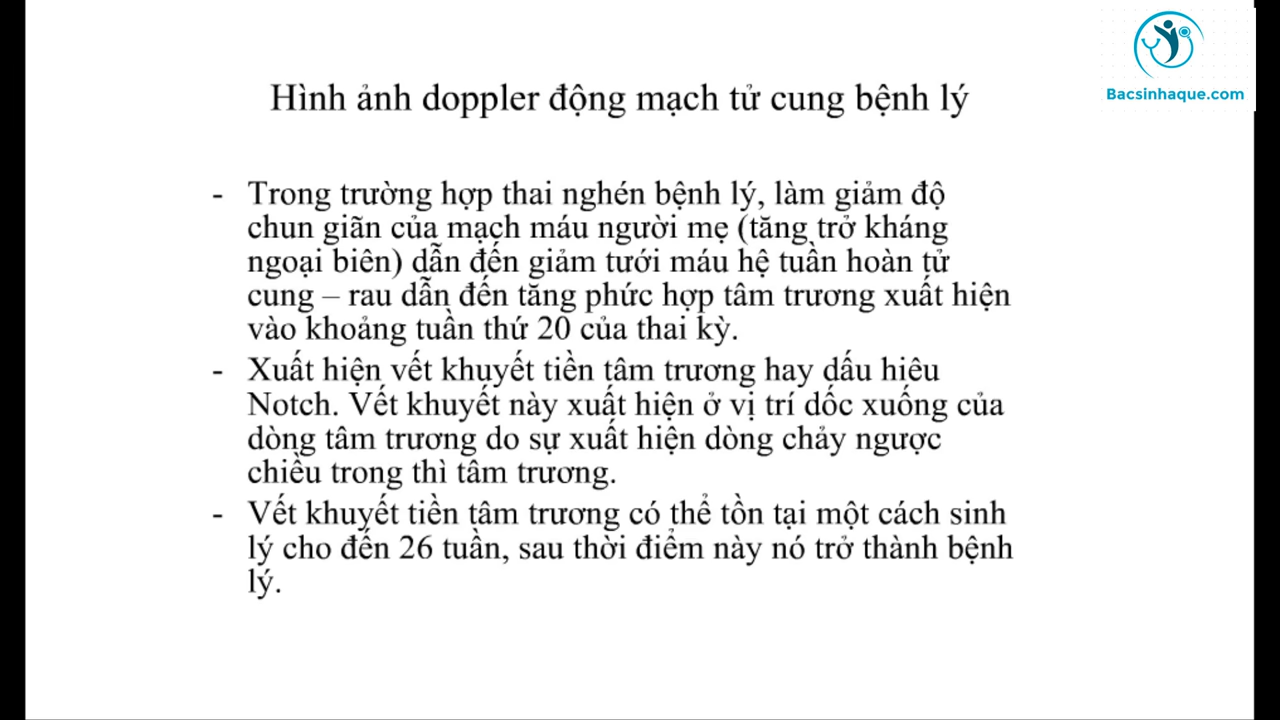 Bacsinhaque.com
Hình ảnh doppler động mạch tử cung bệnh lý
- Trong trường hợp thai nghén bệnh lý, làm giảm độ
chun giãn của mạch máu người mẹ (tăng trở kháng
ngoại biên) dẫn đến giảm tưới máu hệ tuần hoàn tử
cung – rau dẫn đến tăng phức hợp tâm trương xuất hiện
vào khoảng tuần thứ 20 của thai kỳ.
- Xuất hiện vết khuyết tiền tâm trương hay dấu hiêu
Notch. Vết khuyết này xuất hiện ở vị trí dốc xuống của
dòng tâm trương do sự xuất hiện dòng chảy ngược
chiều trong thì tâm trương.
- Vết khuyết tiền tâm trương có thể tồn tại một cách sinh
lý cho đến 26 tuần, sau thời điểm này nó trở thành bệnh
lý.